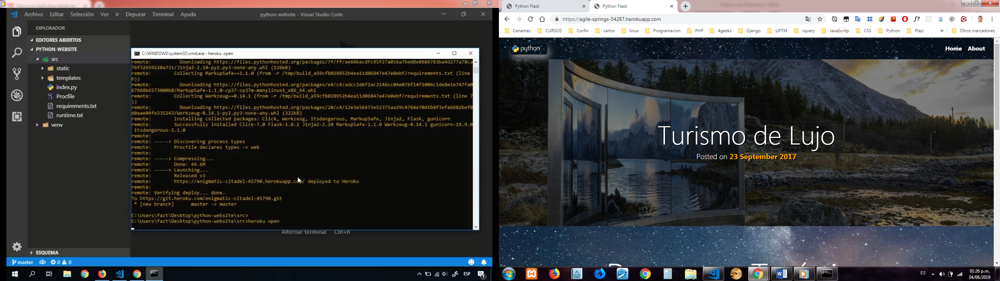 Archivo Editar Selección Ver Ir Depurar Terminal Ayuda
python-website - Visual Studio Code
EXPLORADOR
EDITORES ABIERTOS
PYTHON-WEBSITE
src
static
templates
index.py
Procfile
requirements.txt
runtime.txt
venv
ESQUEMA
C:\WINDOWS\system32\cmd.exe - heroku open
remote: Downloading https://files.pythonhosted.org/packages/7f/ff/ae64bacdfc95f27a016a7bed8e8686763ba4d277a78ca
76f32659220a731/Jinja2-2.10-py2.py3-none-any.whl (126kB)
remote: Collecting MarkupSafe==1.1.0 (from -r /tmp/build_a59cfb028952b4ea11d06847e47e0ebf/requirements.txt (line
6))
remote: Downloading https://files.pythonhosted.org/packages/e4/c4/adcc2d6f2ac2146cc04e076f14f1006c1de8e1e747fa0
67668b6573000b8/MarkupSafe-1.1.0-cp37-cp37m-manylinux1_x86_64.whl
remote: Collecting Werkzeug==0.14.1 (from -r /tmp/build_a59cfb028952b4ea11d06847e47e0ebf/requirements.txt (line 7
))
remote: Downloading https://files.pythonhosted.org/packages/20/c4/12e3e56473e52375aa29c4764e70d1b8f3efa6682bef8
d0aae04fe335243/Werkzeug-0.14.1-py2.py3-none-any.whl (322kB)
remote: Installing collected packages: Click, Werkzeug, itsdangerous, MarkupSafe, Jinja2, Flask, gunicorn
remote: Successfully installed Click-7.0 Flask-1.0.2 Jinja2-2.10 MarkupSafe-1.1.0 Werkzeug-0.14.1 gunicorn-19.9.0
itsdangerous-1.1.0
remote:
remote: -----> Discovering process types
remote: Procfile declares types -> web
remote:
remote: -----> Compressing...
remote: Done: 44.6M
remote: -----> Launching...
remote: Released v3
remote: https://enigmatic-citadel-45790.herokuapp.com/ deployed to Heroku
remote:
remote: Verifying deploy... done.
To https://git.heroku.com/enigmatic-citadel-45790.git
* [new branch] master -> master
C:\Users\fazt\Desktop\python-website\src>
C:\Users\fazt\Desktop\python-website\src>heroku open
Alternar terminal Ctrl+ñ
master 0 0
ESP
1
Python Flask
Python Flask
https://agile-springs-54287.herokuapp.com
f?
Cenamec CURSOS Corfin carlos linux Programacion PHP 4geeks Django UPTM Jquery JavaScritp CSS Python Plazi » Otros marcadores
python
Home About
Turismo de Lujo
Posted on 23 September 2017
2011
ES
01:26 p.m.
04/06/2019